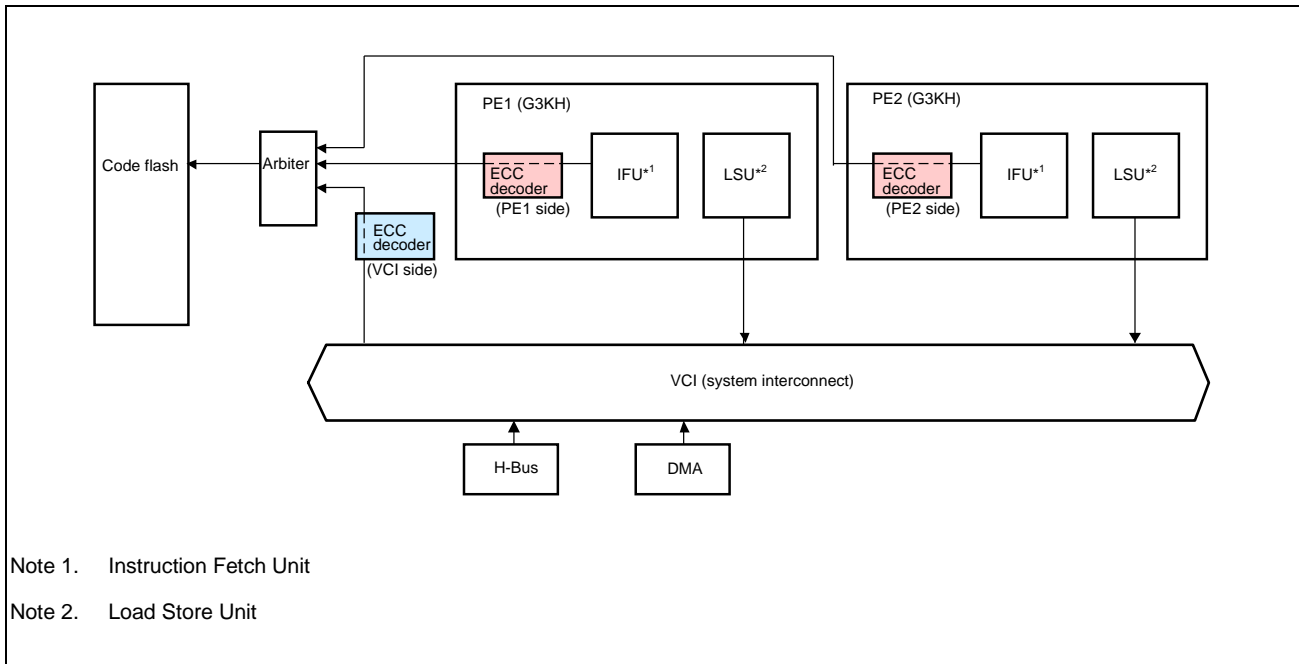 PE1 (G3KH)
PE2 (G3KH)
Code flash
Arbiter
ECC
decoder
(PE1 side)
IFU*1
LSU*2
ECC
decoder
(PE2 side)
IFU*1
LSU*2
ECC
decoder
(VCI side)
VCI (system interconnect)
H-Bus
DMA
Note 1. Instruction Fetch Unit
Note 2. Load Store Unit